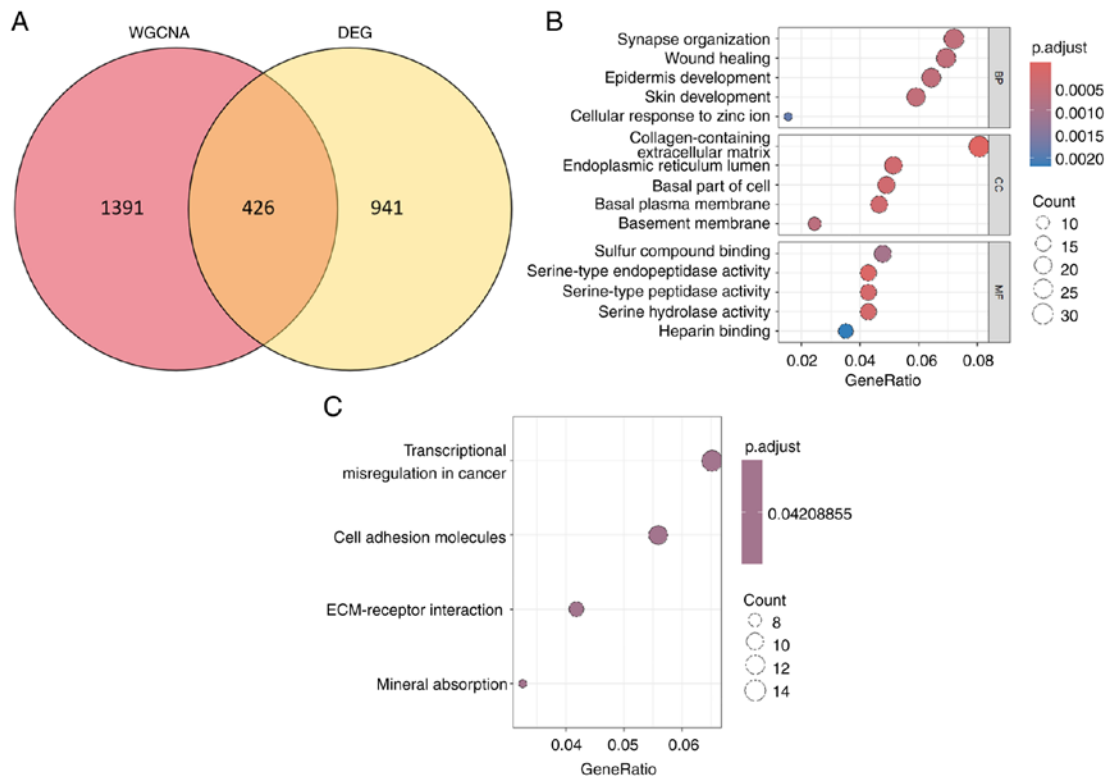 A
WGCNA
DEG
1391
426
941
B
Synapse organization
Wound healing
Epidermis development
Skin development
Cellular response to zinc ion
BP
Collagen-containing
extracellular matrix
Endoplasmic reticulum lumen
Basal part of cell
Basal plasma membrane
Basement membrane
CC
Sulfur compound binding
Serine-type endopeptidase activity
Serine-type peptidase activity
Serine hydrolase activity
Heparin binding
MF
0.02 0.04 0.06 0.08
GeneRatio
p.adjust
0.0005
0.0010
0.0015
0.0020
Count
10
15
20
25
30
C
Transcriptional
misregulation in cancer
Cell adhesion molecules
ECM-receptor interaction
Mineral absorption
0.04 0.05 0.06
GeneRatio
p.adjust
0.04208855
Count
8
10
12
14